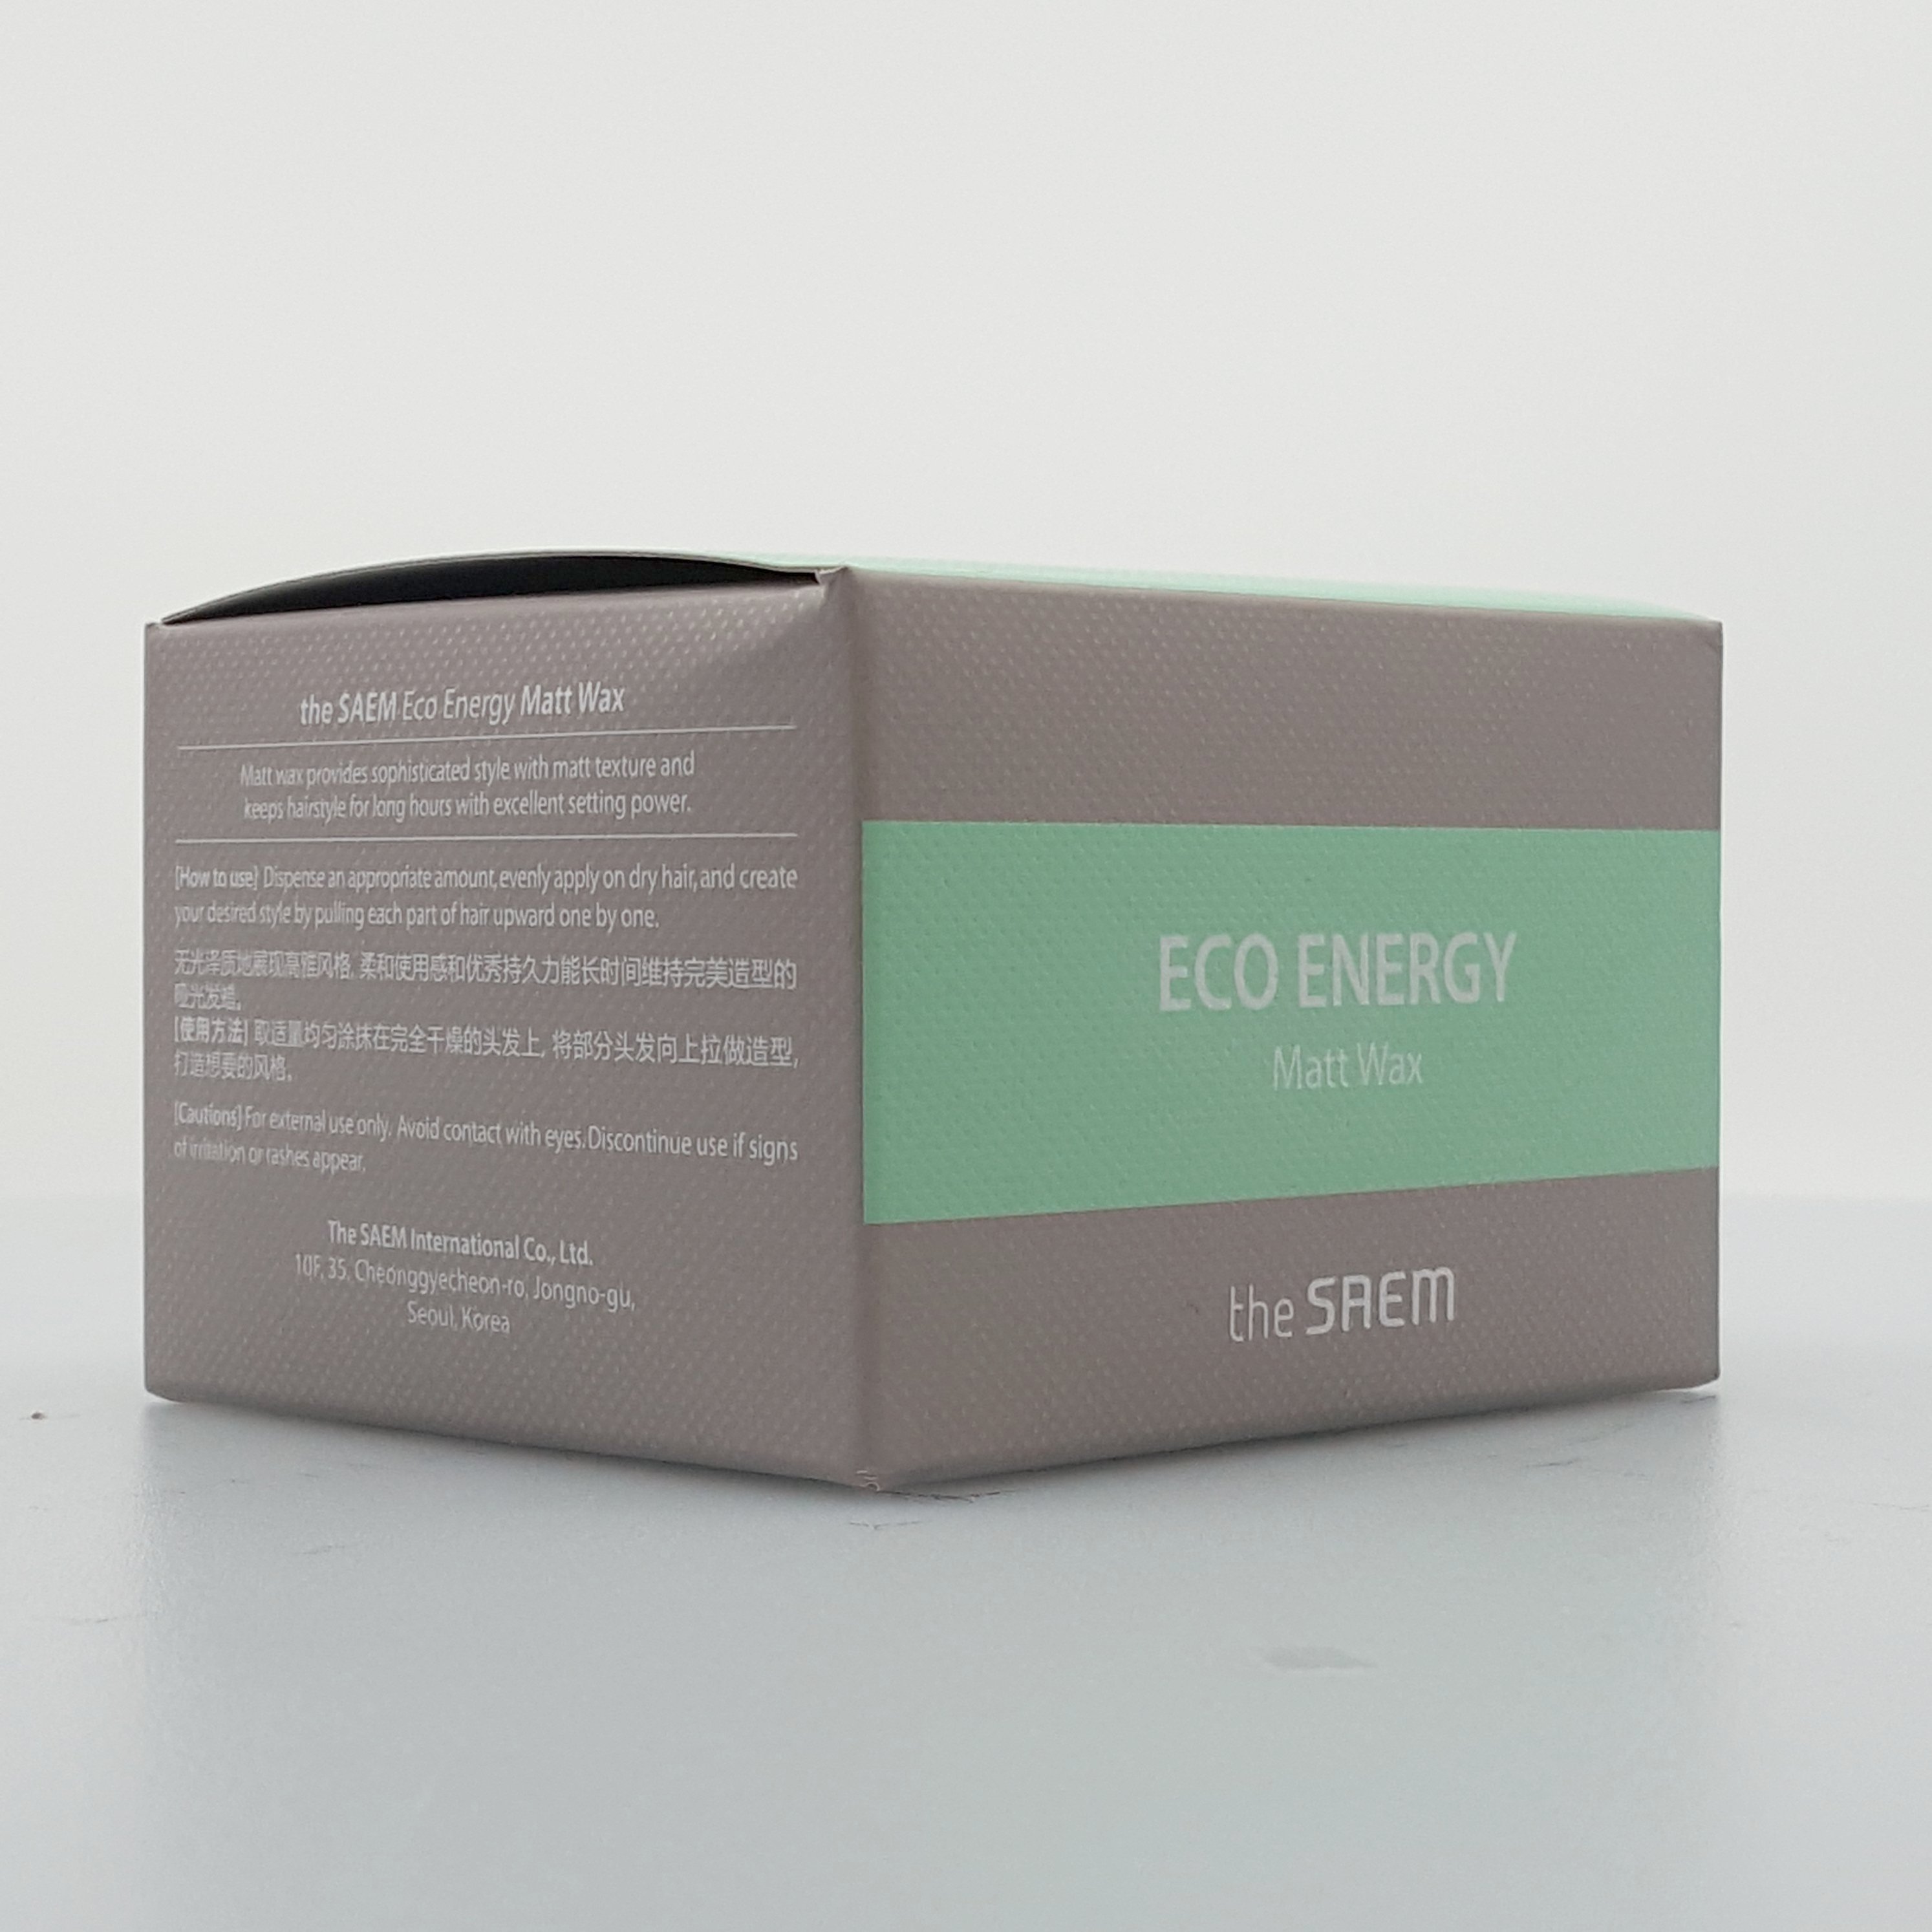 the SAEM Eco Energy Matt Wax
Matt wax provides sophisticated style with matt texture and
keeps hairstyle for long hours with excellent setting power.
[How to use] Dispense an appropriate amount, evenly apply on dry hair, and create
your desired style by pulling each part of hair upward one by one.
无光泽质地展现高雅风格, 柔和使用感和优秀持久力能长时间维持完美造型的
哑光发蜡。
[使用方法] 取适量均匀涂抹在完全干燥的头发上, 将部分头发向上拉做造型,
打造想要的风格。
[Cautions] For external use only. Avoid contact with eyes. Discontinue use if signs
of irritation or rashes appear.
The SAEM International Co., Ltd.
10F, 35, Cheonggyecheon-ro, Jongno-gu,
Seoul, Korea
ECO ENERGY
Matt Wax
the SAEM